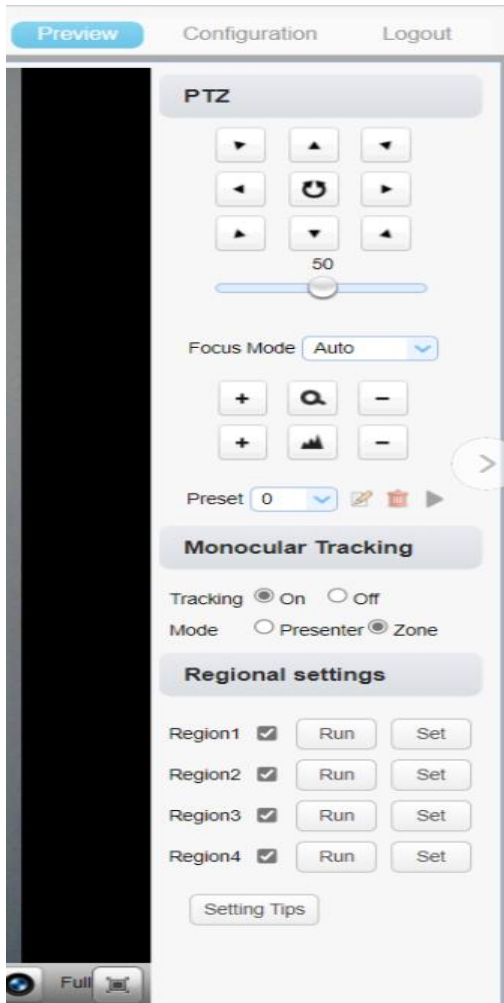 Preview Configuration Logout
PTZ
50
Focus Mode Auto
Preset 0
Monocular Tracking
Tracking On Off
Mode Presenter Zone
Regional settings
Region1 Run Set
Region2 Run Set
Region3 Run Set
Region4 Run Set
Setting Tips
Full